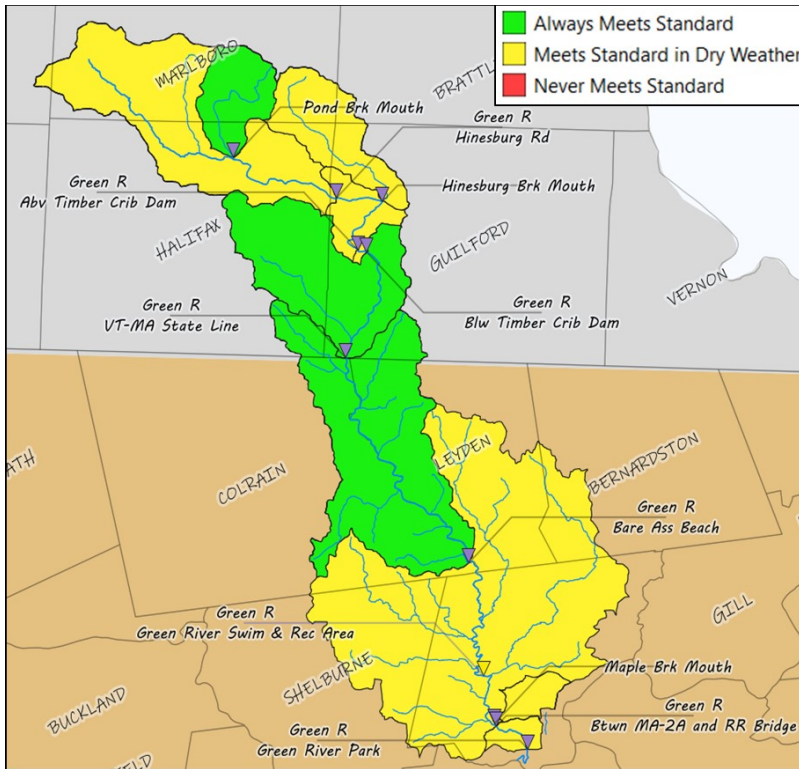 Always Meets Standard
Meets Standard in Dry Weather
Never Meets Standard
MARLBORO
Pond Brk Mouth
Green R
Hinesburg Rd
Green R
Abv Timber Crib Dam
Hinesburg Brk Mouth
HALIFAX
GUILFORD
VERNON
Green R
VT-MA State Line
Green R
Blw Timber Crib Dam
COLRAIN
LEYDEN
BERNARDSTON
Green R
Bare Ass Beach
Green R
Green River Swim & Rec Area
GILL
SHELBURNE
Maple Brk Mouth
BUCKLAND
Green R
Btwn MA-2A and RR Bridge
Green R
Green River Park